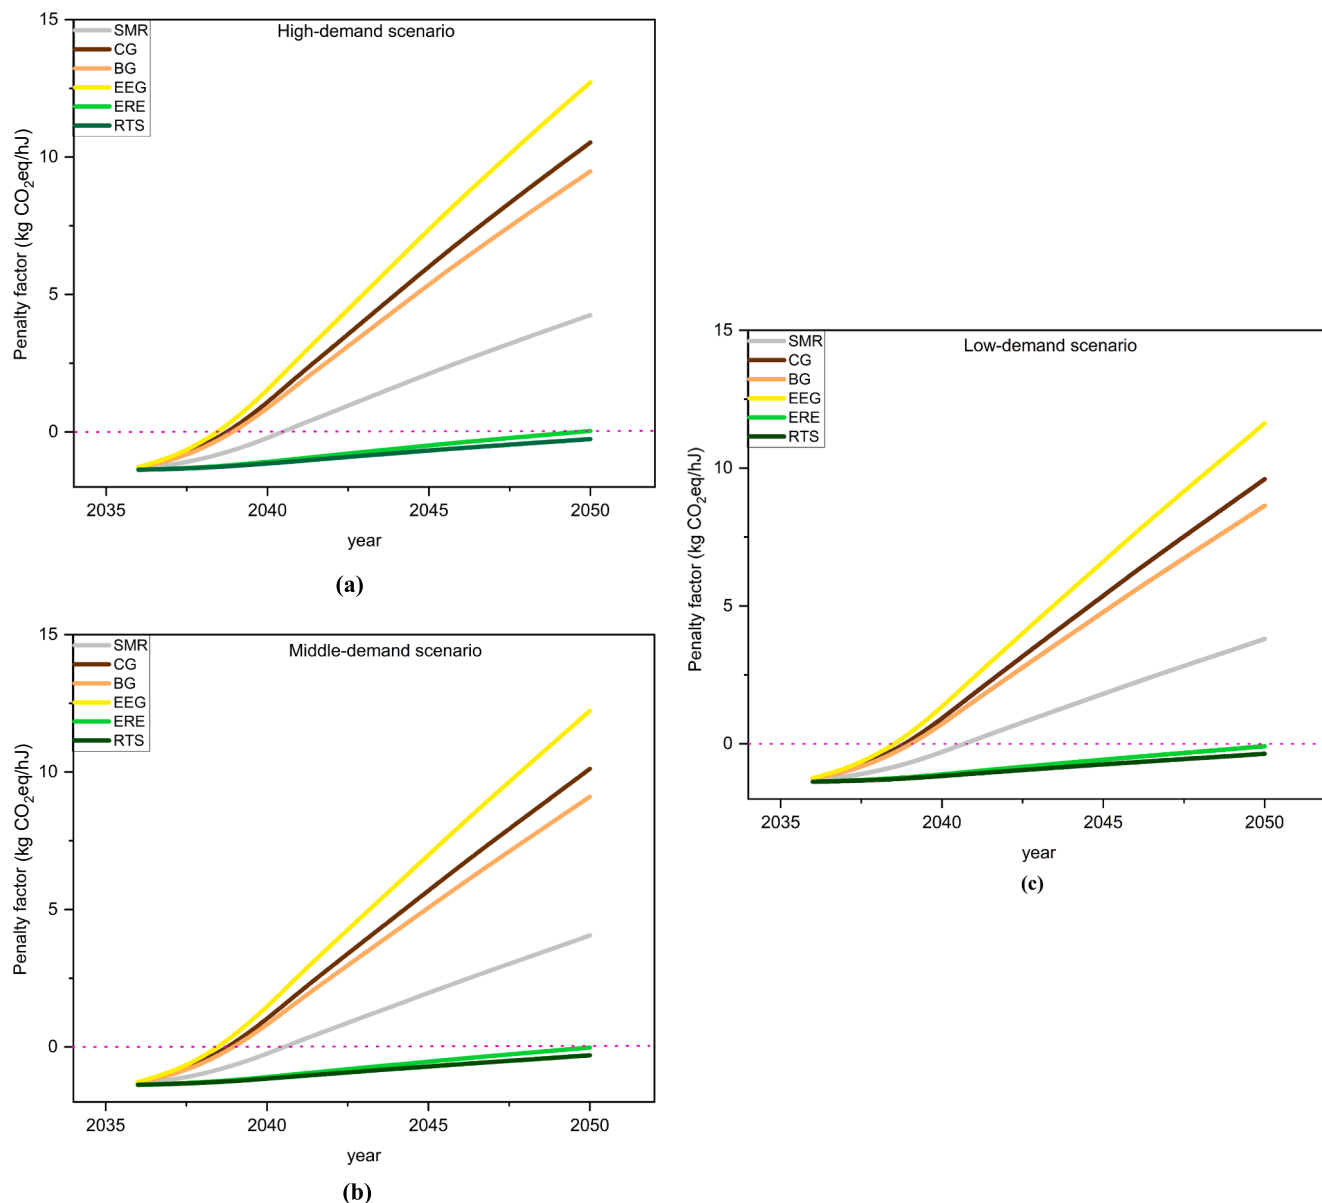 High-demand scenario
SMR
CG
BG
EEG
ERE
RTS
15
10
5
0
Penalty factor (kg CO₂eq/hJ)
2035
2040
2045
2050
year
(a)
Middle-demand scenario
SMR
CG
BG
EEG
ERE
RTS
15
10
5
0
Penalty factor (kg CO₂eq/hJ)
2035
2040
2045
2050
year
(b)
Low-demand scenario
SMR
CG
BG
EEG
ERE
RTS
15
10
5
0
Penalty factor (kg CO₂eq/hJ)
2035
2040
2045
2050
year
(c)